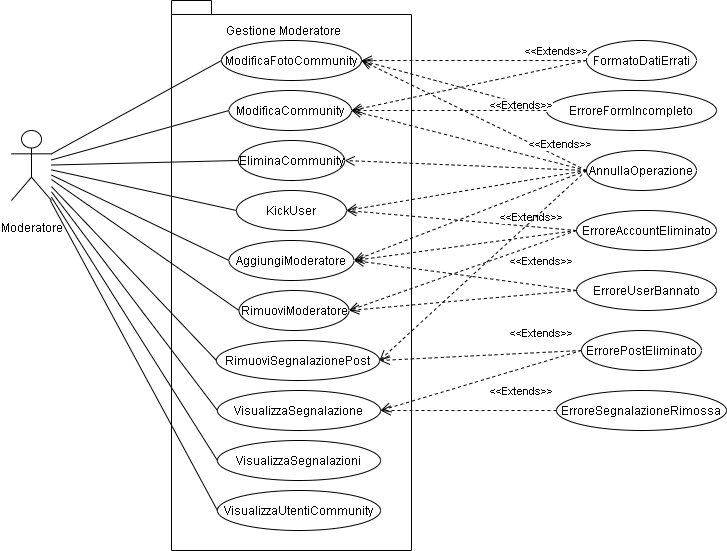 Gestione Moderatore
ModificaFotoCommunity
<<Extends>>
FormatoDatiErrati
ModificaCommunity
<<Extends>>
ErroreFormIncompleto
<<Extends>>
EliminaCommunity
AnnullaOperazione
KickUser
<<Extends>>
ErroreAccountEliminato
Moderatore
AggiungiModeratore
<<Extends>>
ErroreUserBannato
RimuoviModeratore
<<Extends>>
ErrorePostEliminato
RimuoviSegnalazionePost
<<Extends>>
VisualizzaSegnalazione
ErroreSegnalazioneRimossa
VisualizzaSegnalazioni
VisualizzaUtentiCommunity